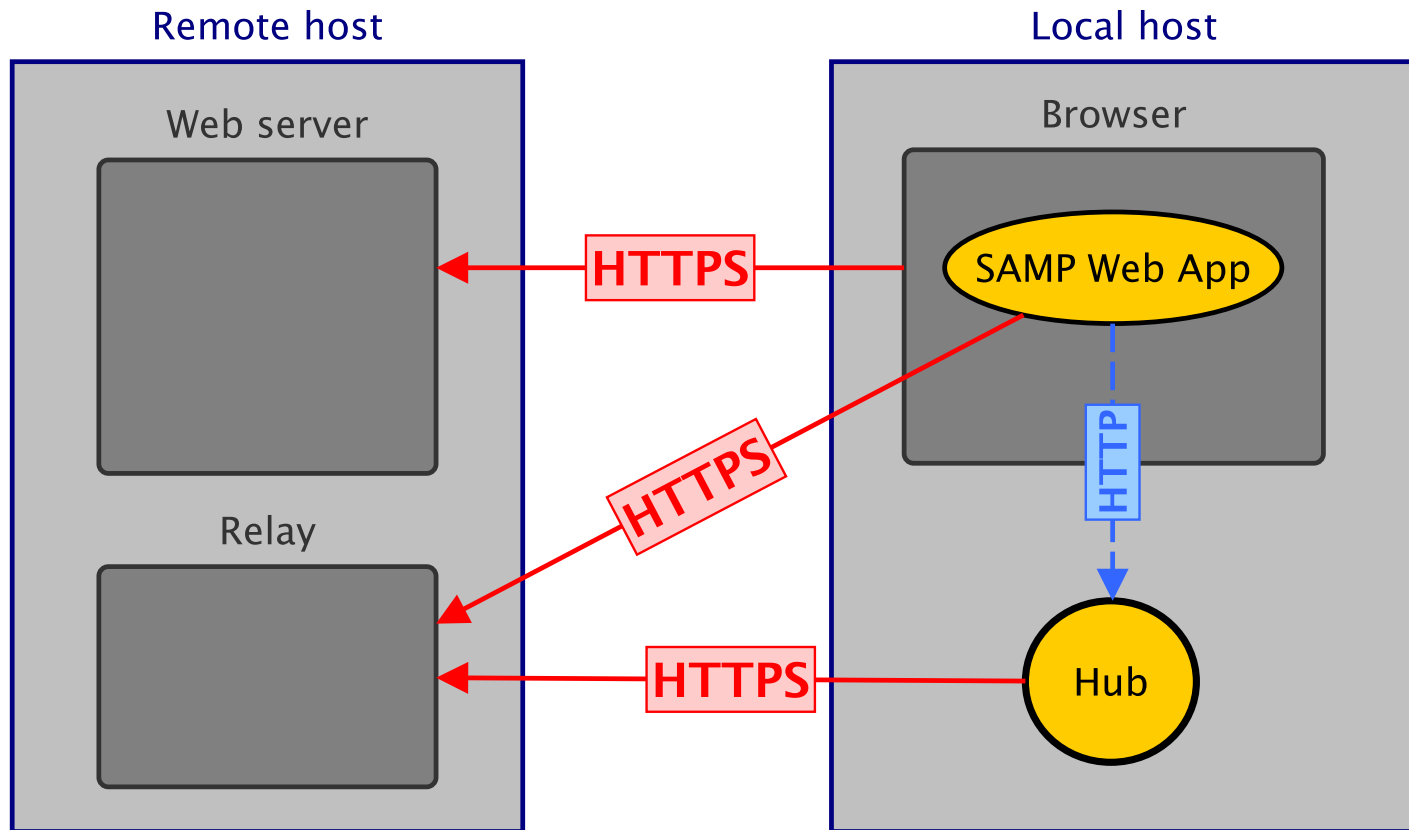 Remote host
Local host
Web server
Browser
HTTPS
SAMP Web App
HTTP
HTTPS
Relay
HTTPS
Hub